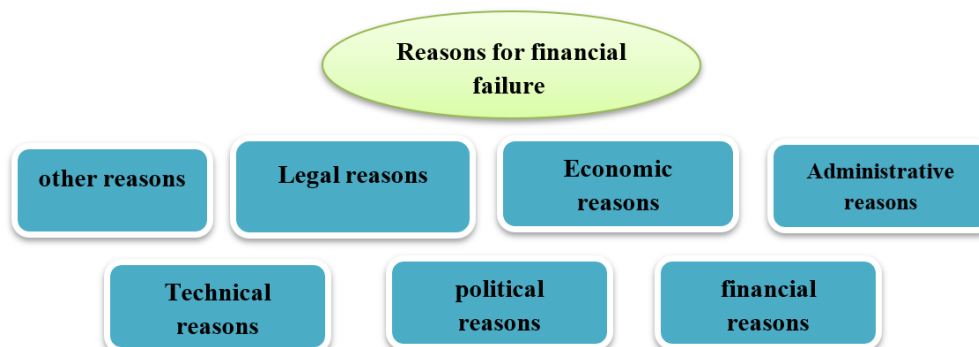 Reasons for financial
failure
other reasons
Legal reasons
Economic
reasons
Administrative
reasons
Technical
reasons
political
reasons
financial
reasons